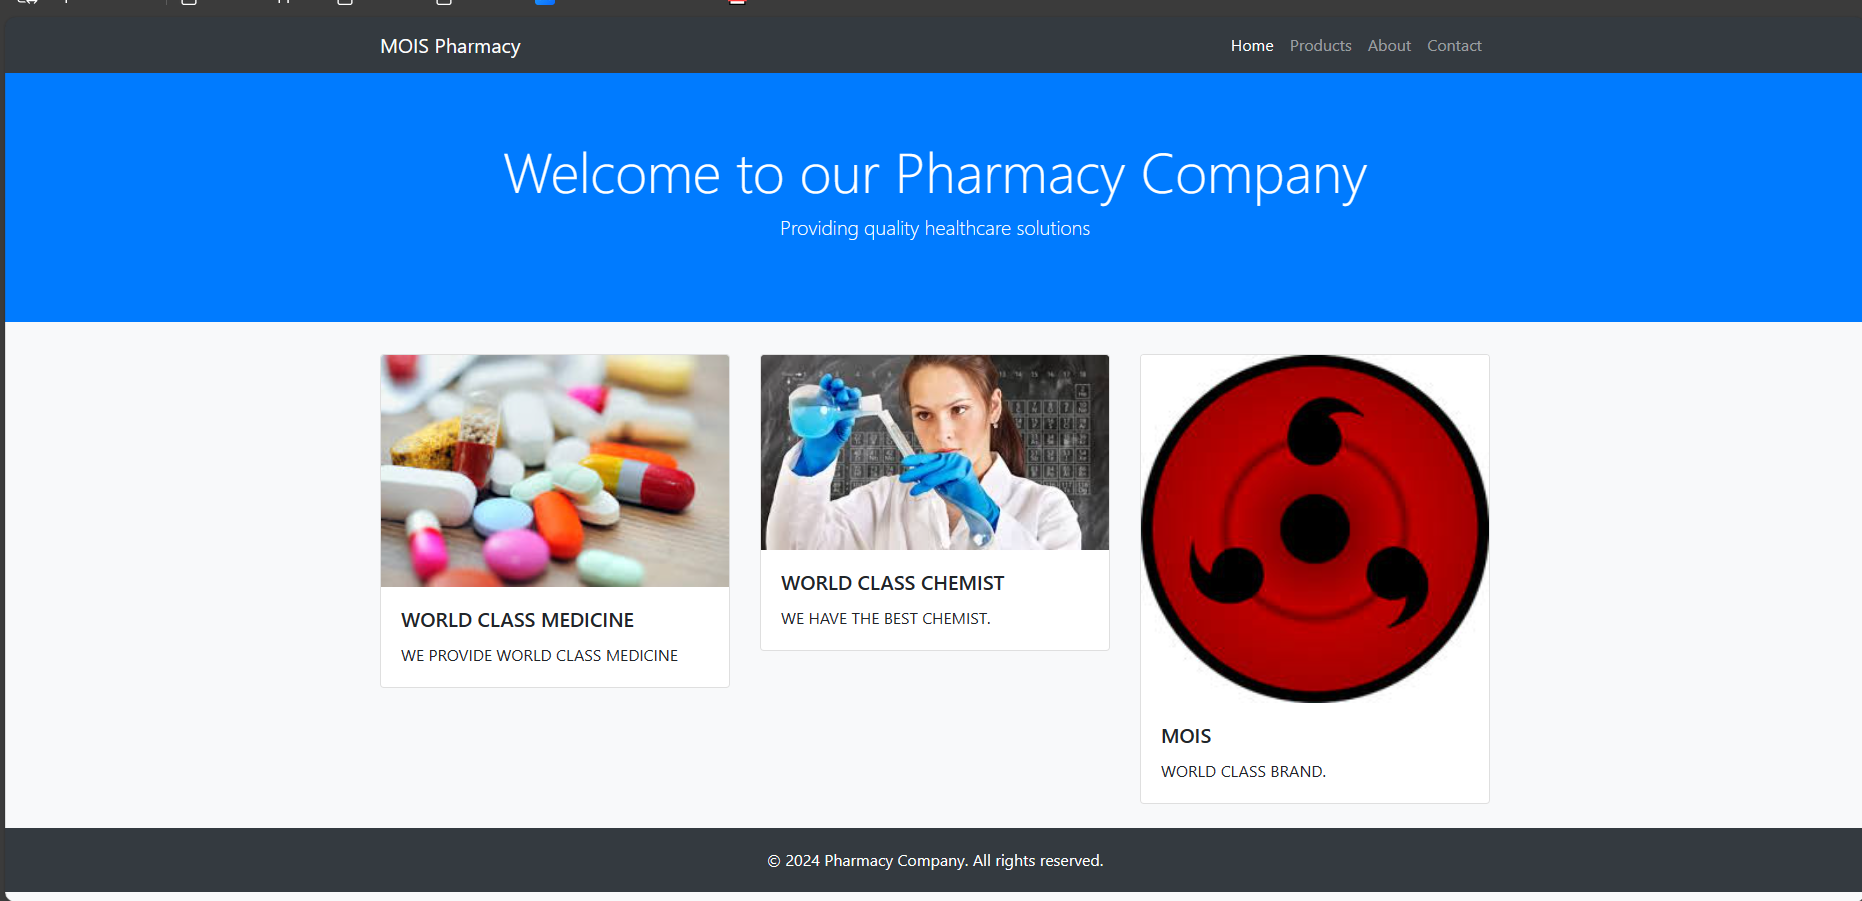 MOIS Pharmacy
Home Products About Contact
Welcome to our Pharmacy Company
Providing quality healthcare solutions
WORLD CLASS MEDICINE
WE PROVIDE WORLD CLASS MEDICINE
WORLD CLASS CHEMIST
WE HAVE THE BEST CHEMIST.
MOIS
WORLD CLASS BRAND.
© 2024 Pharmacy Company. All rights reserved.